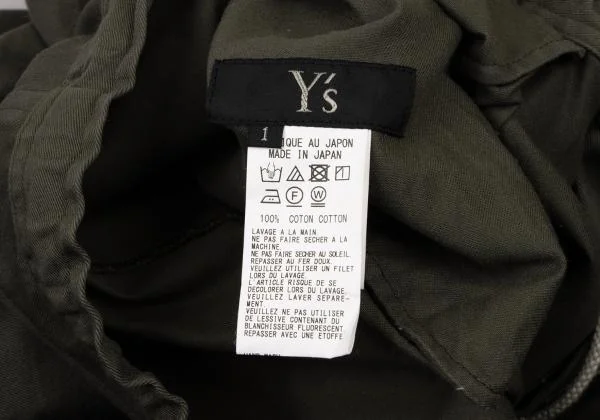 Y's
1
IQUE AU JAPON
MADE IN JAPAN
F W
100% COTON COTTON
LAVAGE A LA MAIN.
NE PAS FAIRE SECHER A LA
MACHINE.
NE PAS FAIRE SECHER AU SOLEIL.
REPASSER AU FER DOUX.
VEUILLEZ UTILISER UN FILET
LORS DU LAVAGE.
L'ARTICLE RISQUE DE SE
DECOLORER LORS DU LAVAGE.
VEUILLEZ LAVER SEPARE-
MENT.
VEUILLEZ NE PAS UTILISER
DE LESSIVE CONTENANT DU
BLANCHISSEUR FLUORESCENT.
REPASSER AVEC UNE ETOFFE